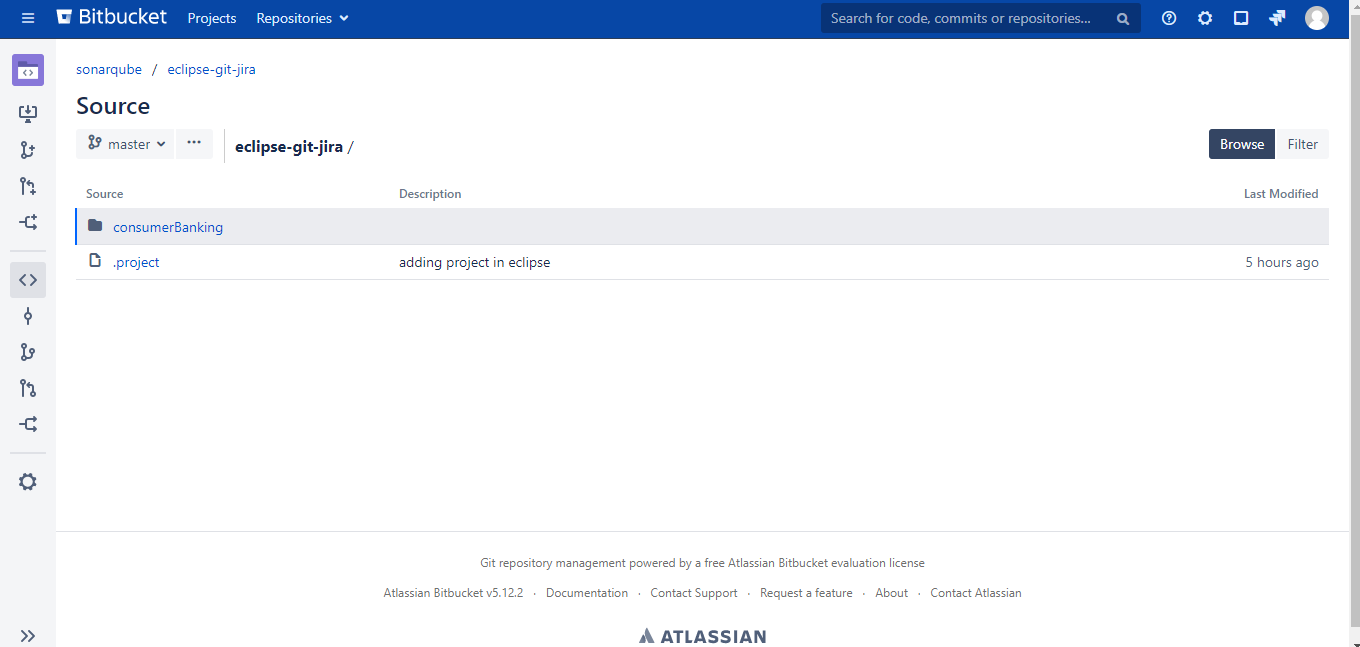 Bitbucket Projects Repositories Search for code, commits or repositories...
sonarqube / eclipse-git-jira
Source
master ··· eclipse-git-jira / Browse Filter
Source Description Last Modified
consumerBanking
.project adding project in eclipse 5 hours ago
Git repository management powered by a free Atlassian Bitbucket evaluation license
Atlassian Bitbucket v5.12.2 · Documentation · Contact Support · Request a feature · About · Contact Atlassian
ATLASSIAN